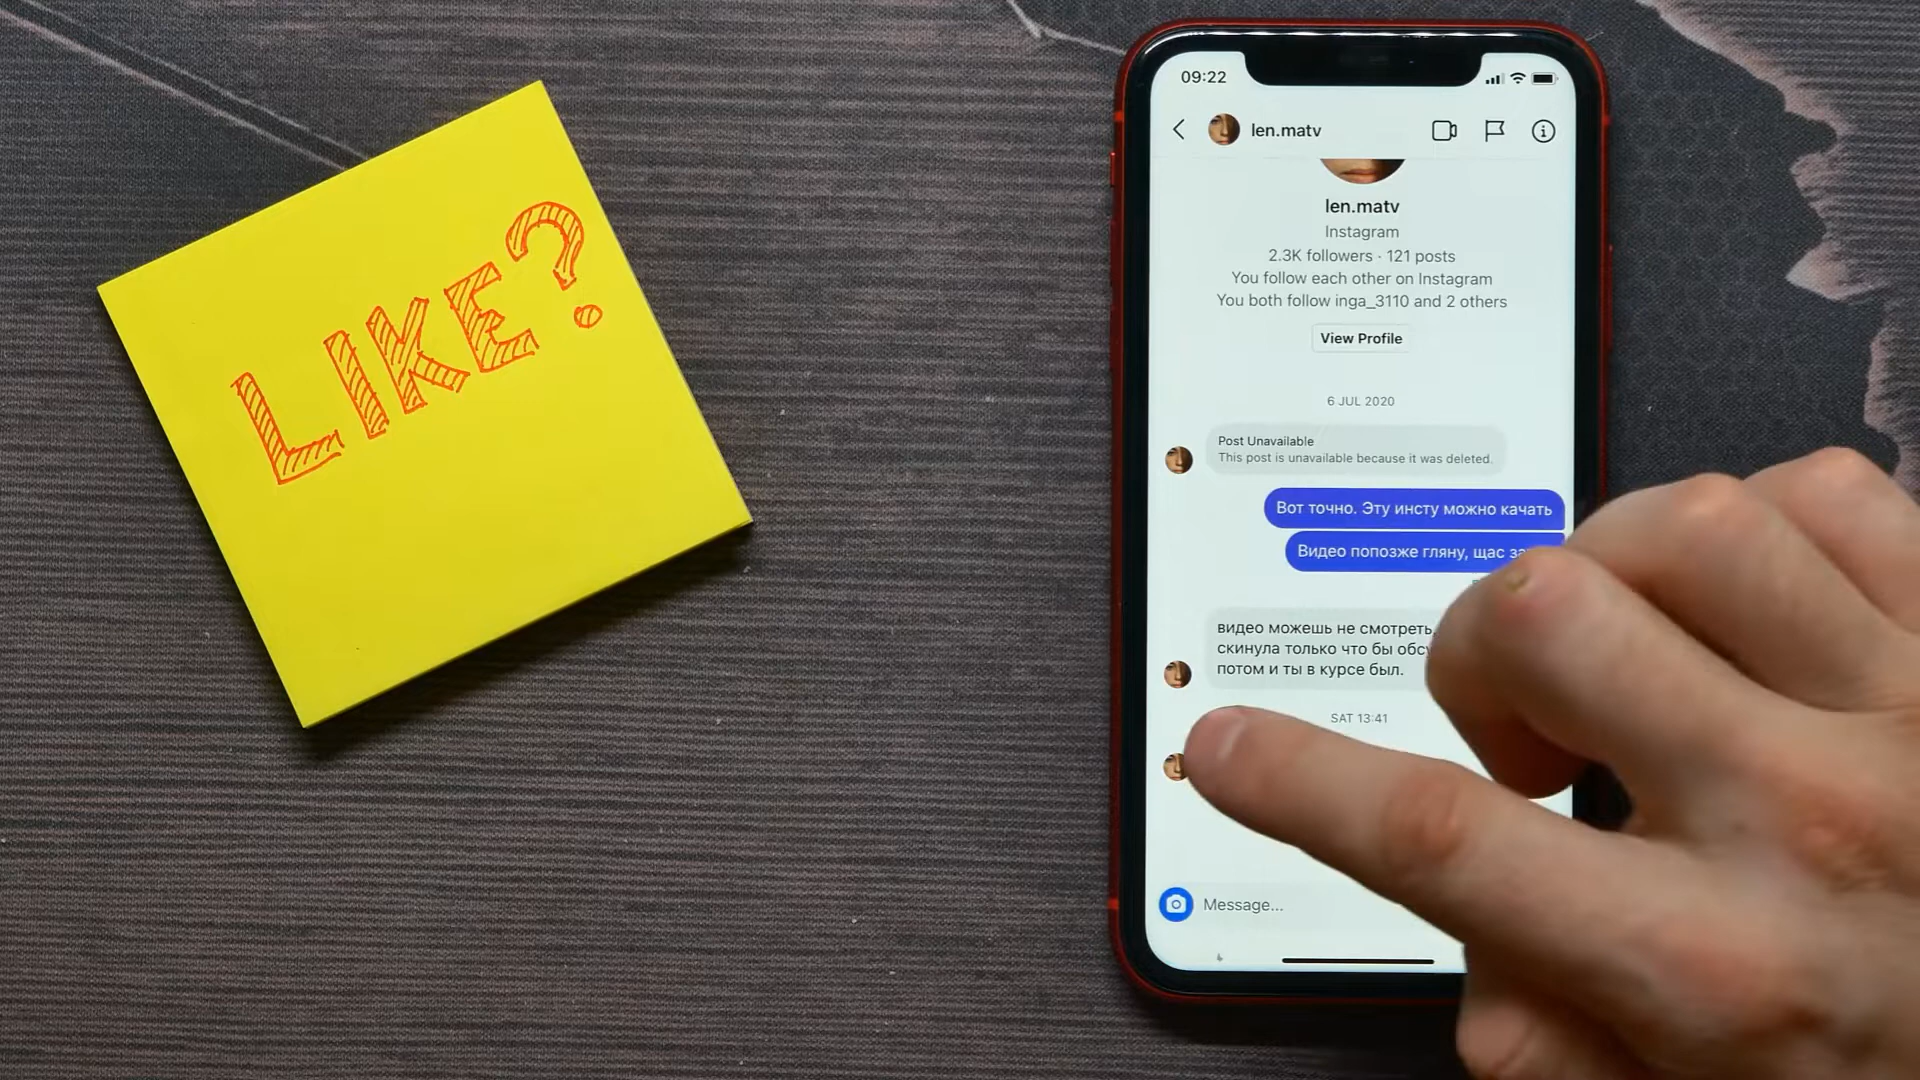 LIKE?
09:22
len.matv
len.matv
Instagram
2.3K followers · 121 posts
You follow each other on Instagram
You both follow inga_3110 and 2 others
View Profile
6 JUL 2020
Post Unavailable
This post is unavailable because it was deleted.
Вот точно. Эту инсту можно качать
Видео попозже гляну, щас
видео можешь не смотреть,
скинула только что бы
потом и ты в курсе был.
SAT 13:41
Message...